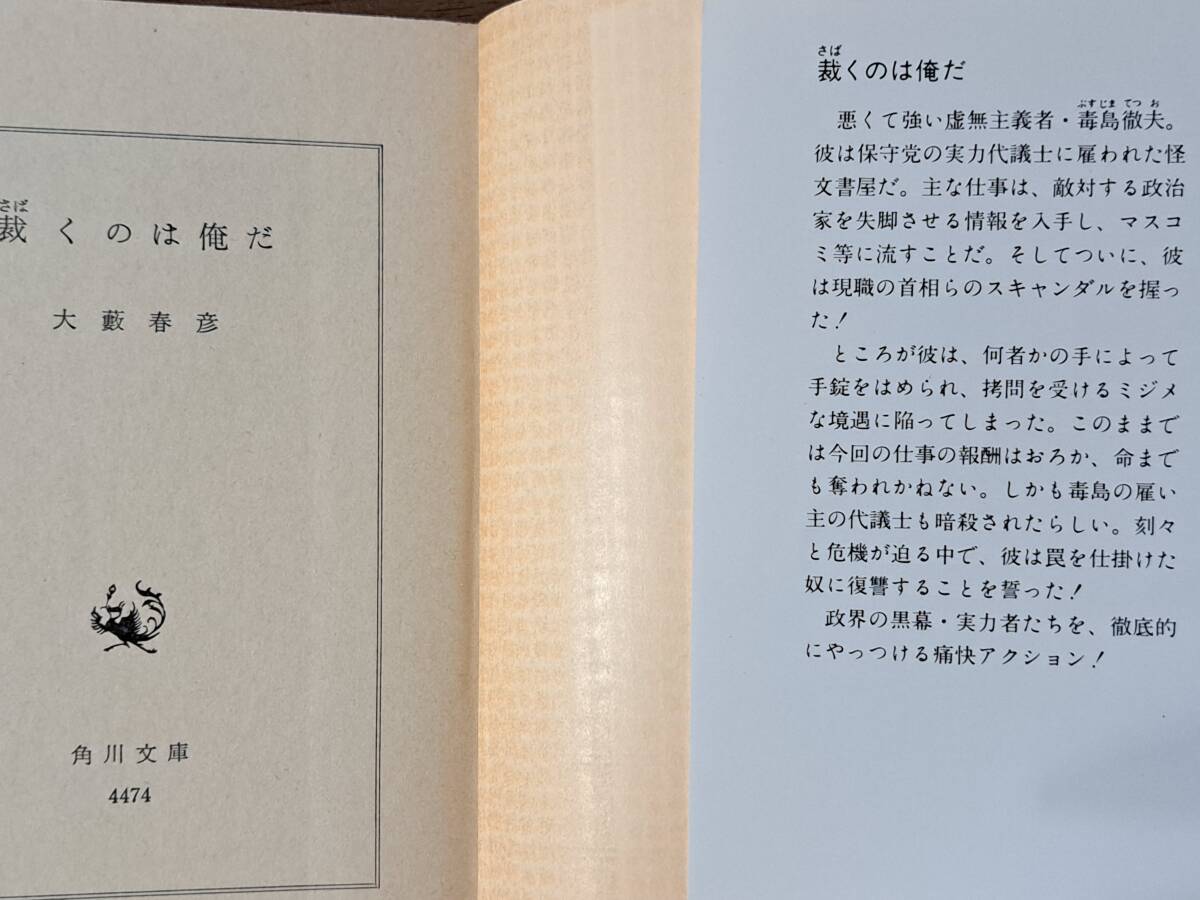 さば
裁くのは俺だ
大藪春彦
角川文庫
4474
さば
裁くのは俺だ
ぶすじま てつ お
悪くて強い虚無主義者・毒島徹夫。
彼は保守党の実力代議士に雇われた怪
文書屋だ。主な仕事は、敵対する政治
家を失脚させる情報を入手し、マスコ
ミ等に流すことだ。そしてついに、彼
は現職の首相らのスキャンダルを握っ
た！
ところが彼は、何者かの手によって
手錠をはめられ、拷問を受けるミジメ
な境遇に陥ってしまった。このままで
は今回の仕事の報酬はおろか、命まで
も奪われかねない。しかも毒島の雇い
主の代議士も暗殺されたらしい。刻々
と危機が迫る中で、彼は罠を仕掛けた
奴に復讐することを誓った！
政界の黒幕・実力者たちを、徹底的
にやっつける痛快アクション！